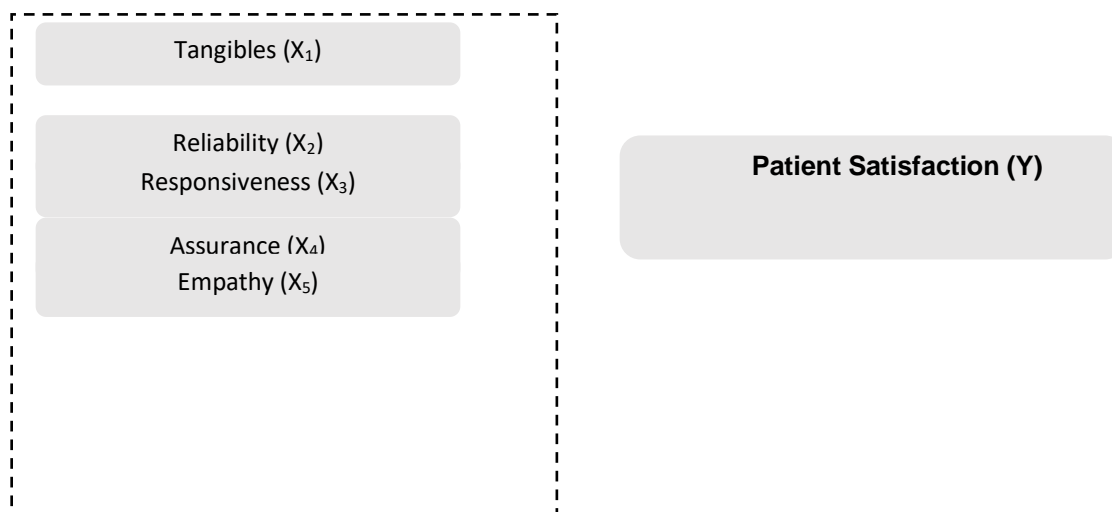 Tangibles (X₁)
Reliability (X₂)
Responsiveness (X₃)
Assurance (X₄)
Empathy (X₅)
Patient Satisfaction (Y)